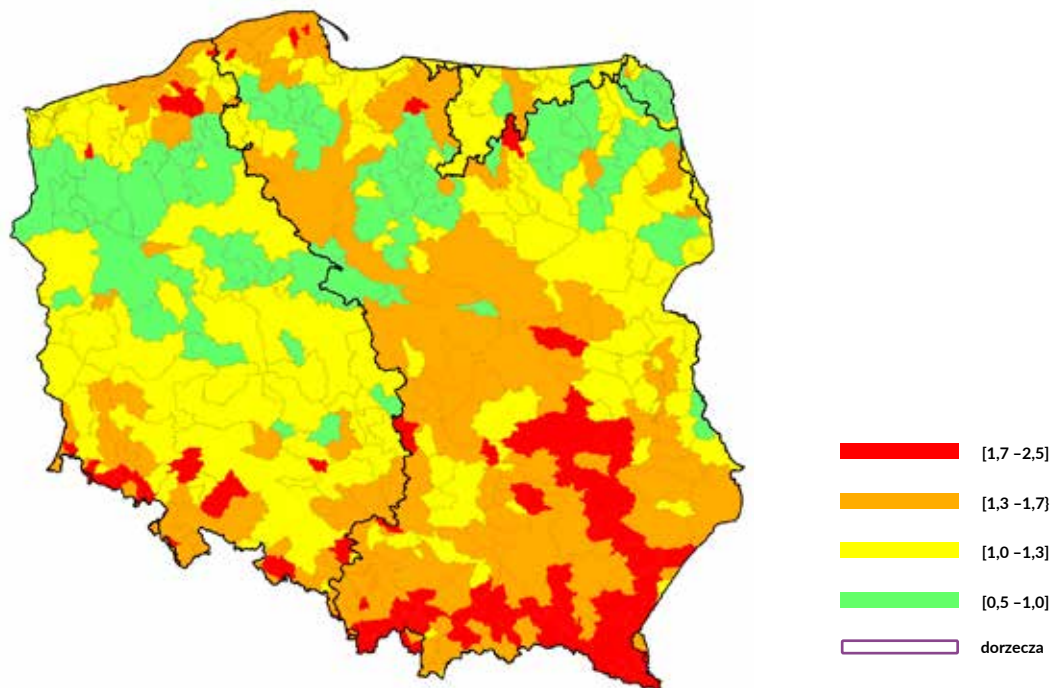 [1,7 –2,5]
[1,3 –1,7}
[1,0 –1,3]
[0,5 –1,0]
dorzecza